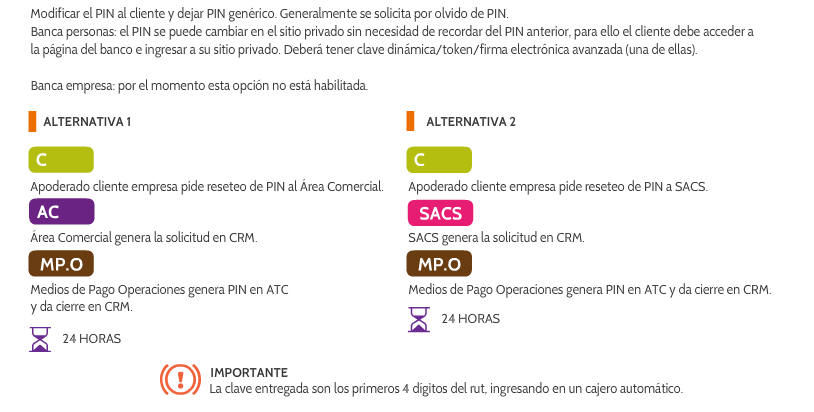 Modificar el PIN al cliente y dejar PIN genérico. Generalmente se solicita por olvido de PIN.
Banca personas: el PIN se puede cambiar en el sitio privado sin necesidad de recordar del PIN anterior, para ello el cliente debe acceder a
la página del banco e ingresar a su sitio privado. Deberá tener clave dinámica/token/firma electrónica avanzada (una de ellas).
Banca empresa: por el momento esta opción no está habilitada.
ALTERNATIVA 1
C
Apoderado cliente empresa pide reseteo de PIN al Área Comercial.
AC
Área Comercial genera la solicitud en CRM.
MP.O
Medios de Pago Operaciones genera PIN en ATC
y da cierre en CRM.
24 HORAS
ALTERNATIVA 2
C
Apoderado cliente empresa pide reseteo de PIN a SACS.
SACS
SACS genera la solicitud en CRM.
MP.O
Medios de Pago Operaciones genera PIN en ATC y da cierre en CRM.
24 HORAS
IMPORTANTE
La clave entregada son los primeros 4 dígitos del rut, ingresando en un cajero automático.